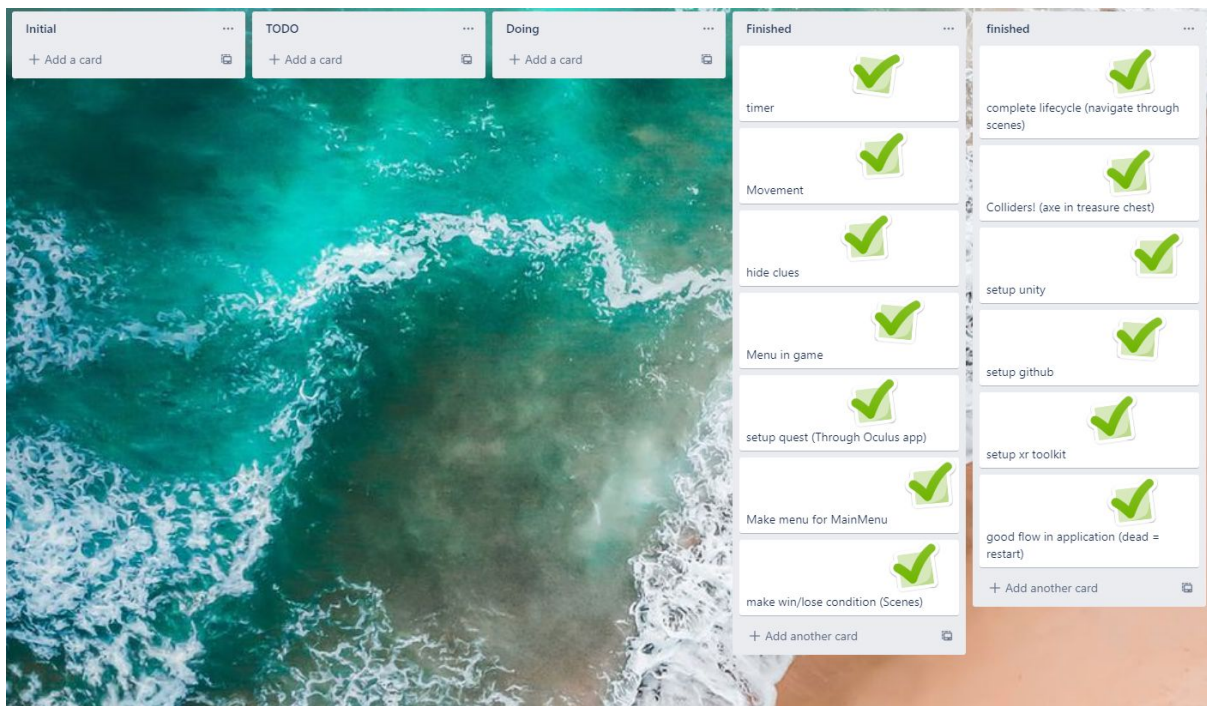 Initial
...
+ Add a card
TODO
...
+ Add a card
Doing
...
+ Add a card
Finished
...
timer
Movement
hide clues
Menu in game
setup quest (Through Oculus app)
Make menu for MainMenu
make win/lose condition (Scenes)
+ Add another card
finished
...
complete lifecycle (navigate through
scenes)
Colliders! (axe in treasure chest)
setup unity
setup github
setup xr toolkit
good flow in application (dead =
restart)
+ Add another card